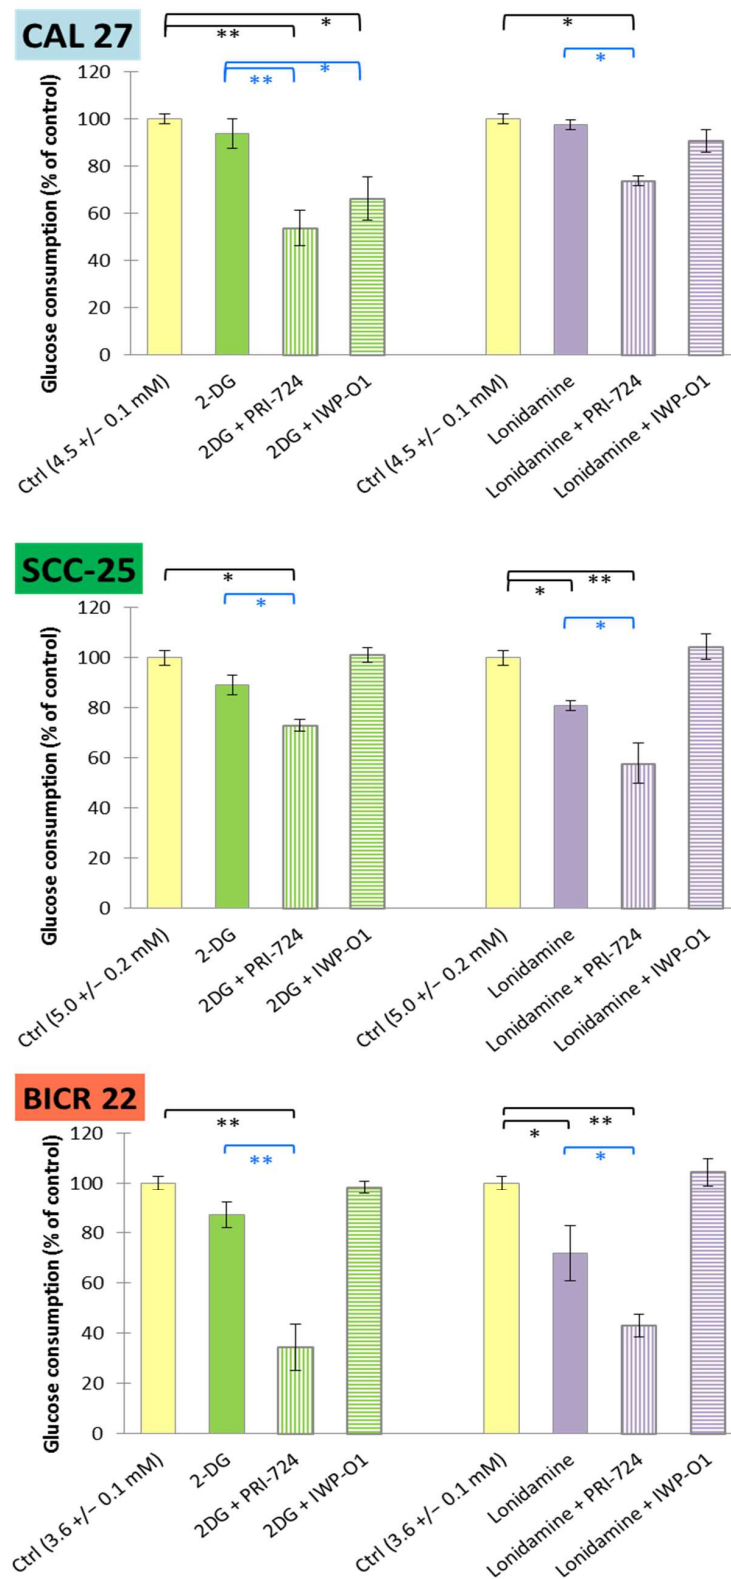 CAL 27
** * *
** * *
Glucose consumption (% of control)
120
100
80
60
40
20
0
Ctrl (4.5 +/− 0.1 mM)
2-DG
2DG + PRI-724
2DG + IWP-O1
Ctrl (4.5 +/− 0.1 mM)
Lonidamine
Lonidamine + PRI-724
Lonidamine + IWP-O1
SCC-25
* * **
* *
Glucose consumption (% of control)
120
100
80
60
40
20
0
Ctrl (5.0 +/− 0.2 mM)
2-DG
2DG + PRI-724
2DG + IWP-O1
Ctrl (5.0 +/− 0.2 mM)
Lonidamine
Lonidamine + PRI-724
Lonidamine + IWP-O1
BICR 22
** * **
** *
Glucose consumption (% of control)
120
100
80
60
40
20
0
Ctrl (3.6 +/− 0.1 mM)
2-DG
2DG + PRI-724
2DG + IWP-O1
Ctrl (3.6 +/− 0.1 mM)
Lonidamine
Lonidamine + PRI-724
Lonidamine + IWP-O1